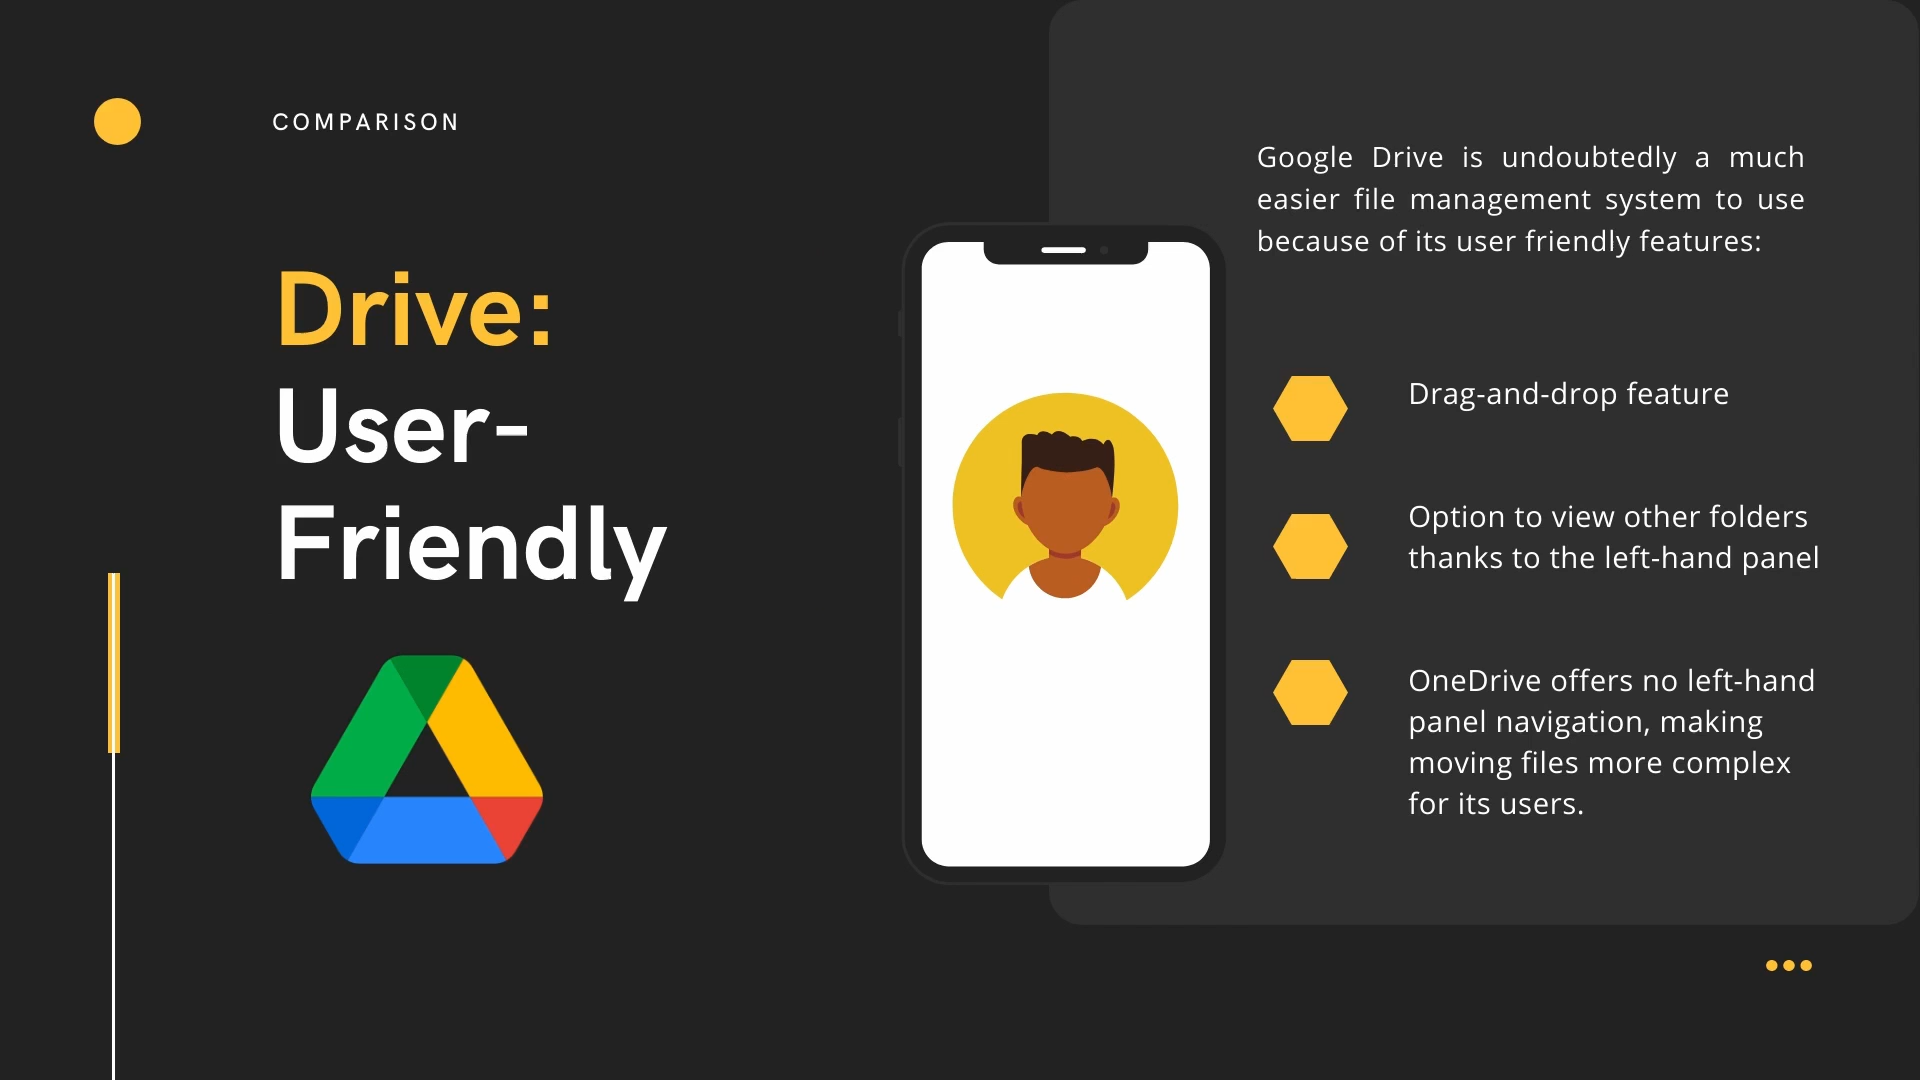 COMPARISON
Drive:
User-
Friendly
Google Drive is undoubtedly a much
easier file management system to use
because of its user friendly features:
Drag-and-drop feature
Option to view other folders
thanks to the left-hand panel
OneDrive offers no left-hand
panel navigation, making
moving files more complex
for its users.